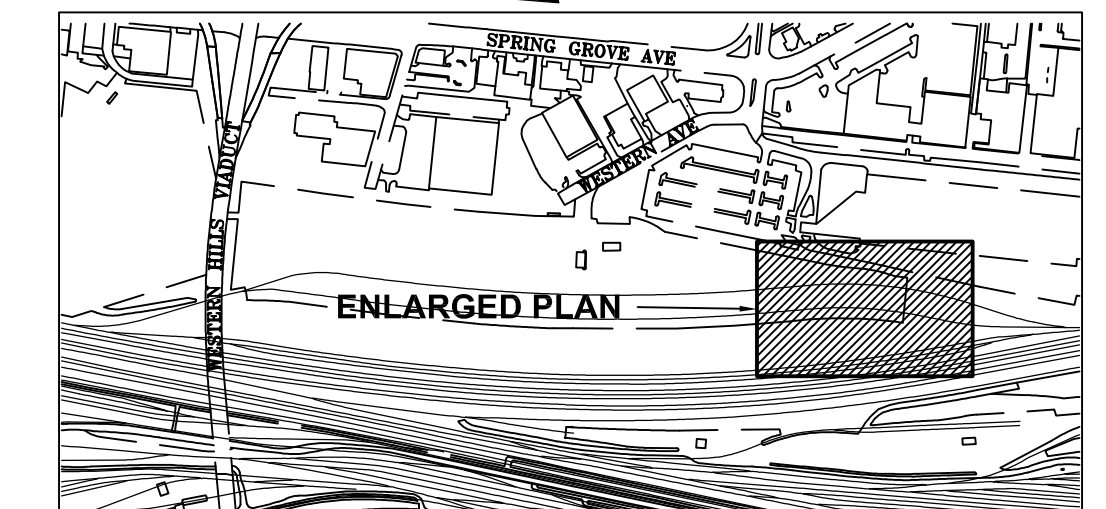 SPRING GROVE AVE
WESTERN AVE
WESTERN HILLS VIADUCT
ENLARGED PLAN